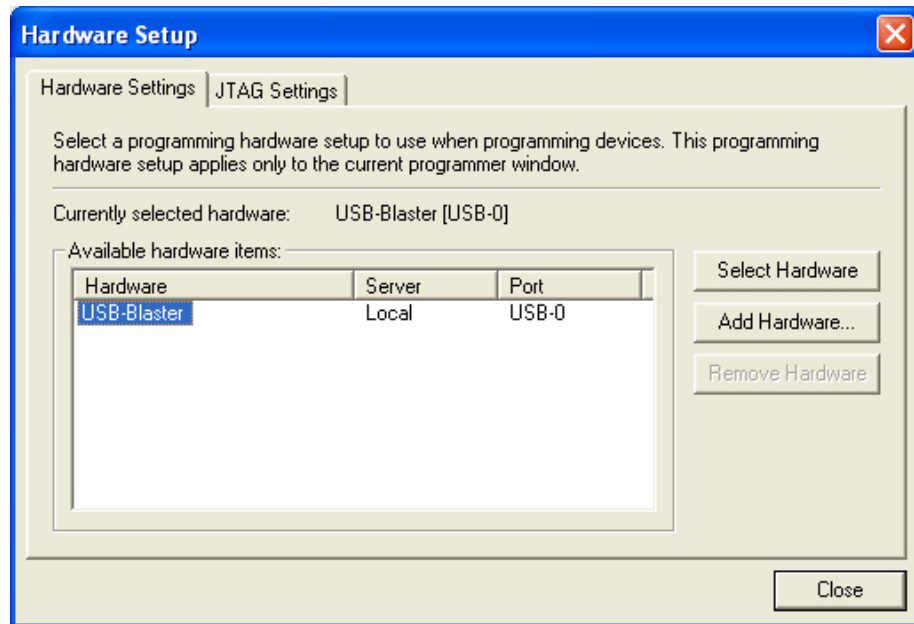 Hardware Setup
Hardware Settings JTAG Settings
Select a programming hardware setup to use when programming devices. This programming
hardware setup applies only to the current programmer window.
Currently selected hardware: USB-Blaster [USB-0]
Available hardware items:
Hardware Server Port
USB-Blaster Local USB-0
Select Hardware
Add Hardware...
Remove Hardware
Close